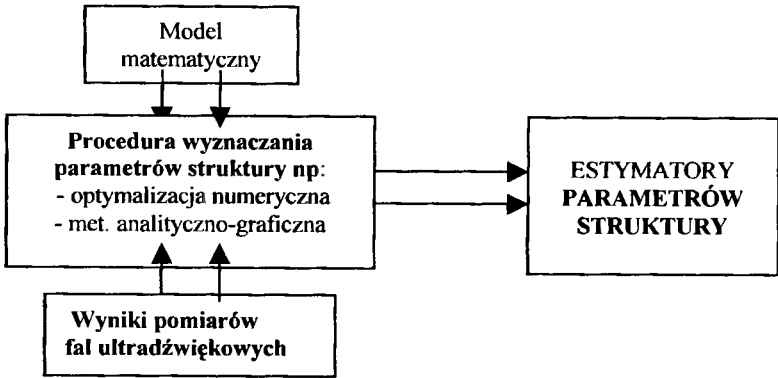 Model
matematyczny
Procedura wyznaczania
parametrów struktury np:
- optymalizacja numeryczna
- met. analityczno-graficzna
ESTYMATORY
PARAMETRÓW
STRUKTURY
Wyniki pomiarów
fal ultradźwiękowych